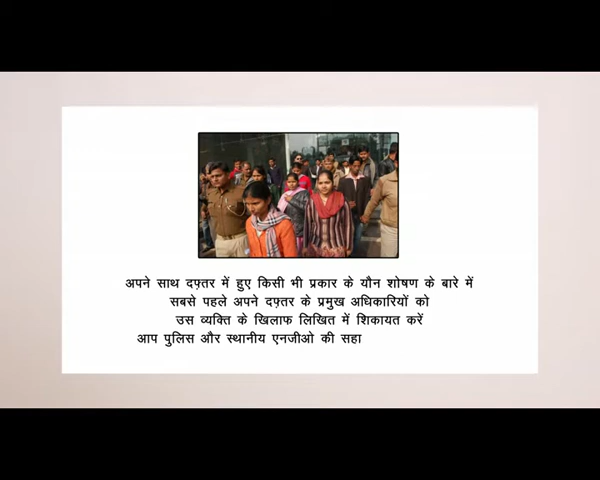 अपने साथ दफ़्तर में हुए किसी भी प्रकार के यौन शोषण के बारे में
सबसे पहले अपने दफ़्तर के प्रमुख अधिकारियों को
उस व्यक्ति के खिलाफ लिखित में शिकायत करें
आप पुलिस और स्थानीय एनजीओ की सहा